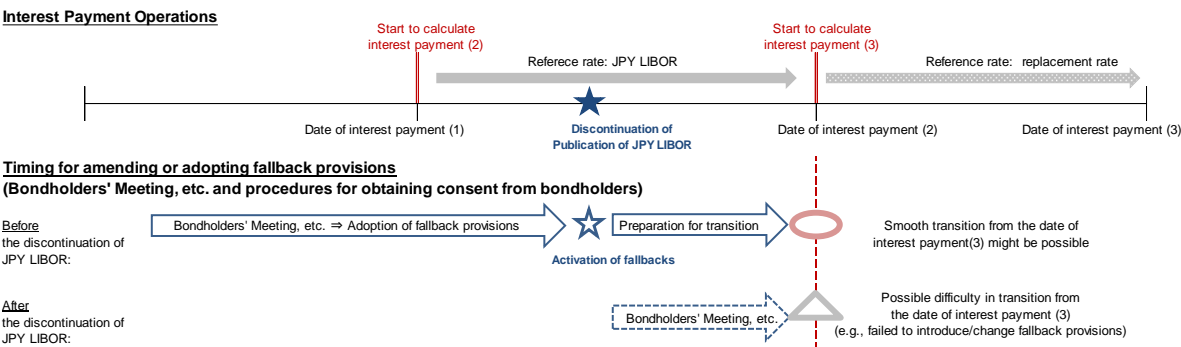 Interest Payment Operations
Start to calculate
interest payment (2)
Start to calculate
interest payment (3)
Referece rate: JPY LIBOR
Reference rate: replacement rate
Date of interest payment (1)
Discontinuation of
Publication of JPY LIBOR
Date of interest payment (2)
Date of interest payment (3)
Timing for amending or adopting fallback provisions
(Bondholders' Meeting, etc. and procedures for obtaining consent from bondholders)
Before
the discontinuation of
JPY LIBOR:
Bondholders' Meeting, etc. ⇒ Adoption of fallback provisions
Activation of fallbacks
Preparation for transition
Smooth transition from the date of
interest payment(3) might be possible
After
the discontinuation of
JPY LIBOR:
Bondholders' Meeting, etc.
Possible difficulty in transition from
the date of interest payment (3)
(e.g., failed to introduce/change fallback provisions)